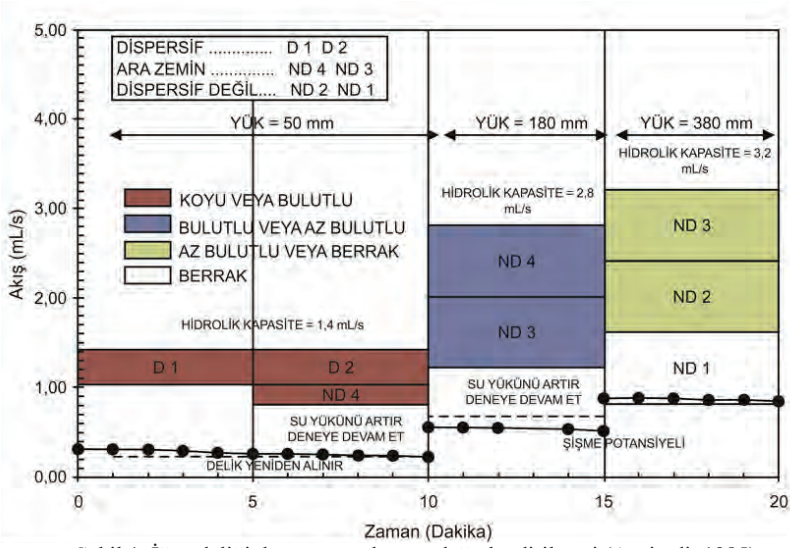 5,00
4,00
3,00
2,00
1,00
0,00
Akış (mL/s)
DİSPERSİF .............. D 1 D 2
ARA ZEMİN .............. ND 4 ND 3
DİSPERSİF DEĞİL.... ND 2 ND 1
YÜK = 50 mm
YÜK = 180 mm
YÜK = 380 mm
HİDROLİK KAPASİTE = 3,2
mL/s
HİDROLİK KAPASİTE = 2,8
mL/s
KOYU VEYA BULUTLU
BULUTLU VEYA AZ BULUTLU
AZ BULUTLU VEYA BERRAK
BERRAK
HİDROLİK KAPASİTE = 1,4 mL/s
D 1
D 2
ND 4
ND 4
ND 3
ND 3
ND 2
ND 1
SU YÜKÜNÜ ARTIR
DENEYE DEVAM ET
SU YÜKÜNÜ ARTIR
DENEYE DEVAM ET
DELİK YENİDEN ALINIR
ŞİŞME POTANSİYELİ
0
5
10
15
20
Zaman (Dakika)